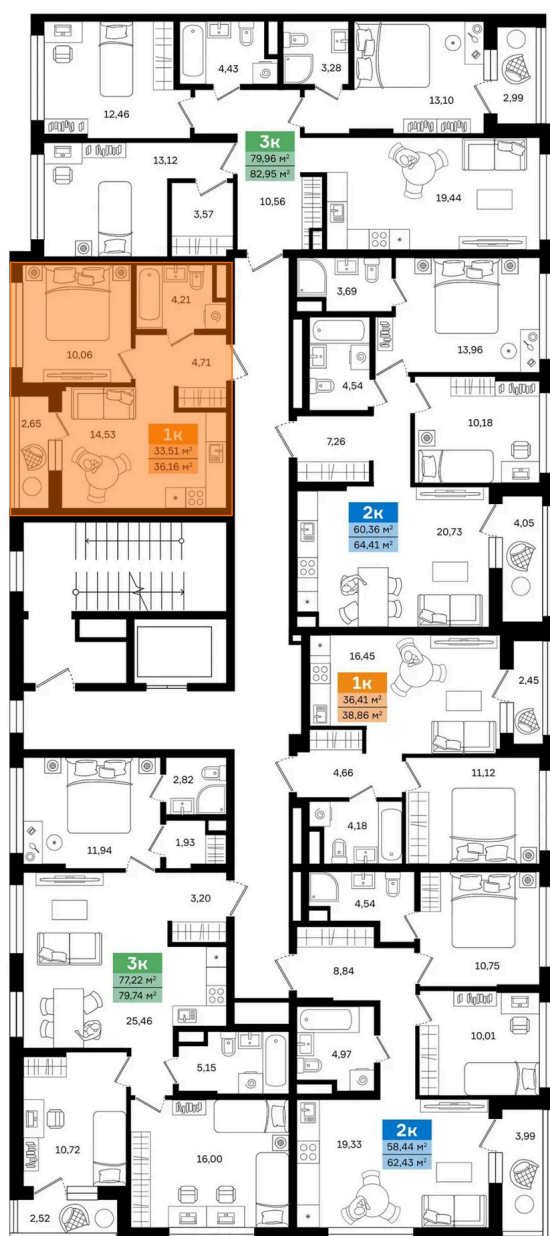 4,43
3,28
2,99
12,46
13,10
3к
79,96 м²
82,95 м²
13,12
19,44
3,57
10,56
4,21
3,69
10,06
4,71
13,96
4,54
2,65
14,53
10,18
1к
33,51 м²
36,16 м²
7,26
2к
60,36 м²
64,41 м²
20,73
4,05
16,45
1к
36,41 м²
38,86 м²
2,45
2,82
4,66
11,12
11,94
1,93
4,18
3,20
4,54
3к
77,22 м²
79,74 м²
8,84
10,75
25,46
5,15
4,97
10,01
10,72
16,00
19,33
2к
58,44 м²
62,43 м²
3,99
2,52